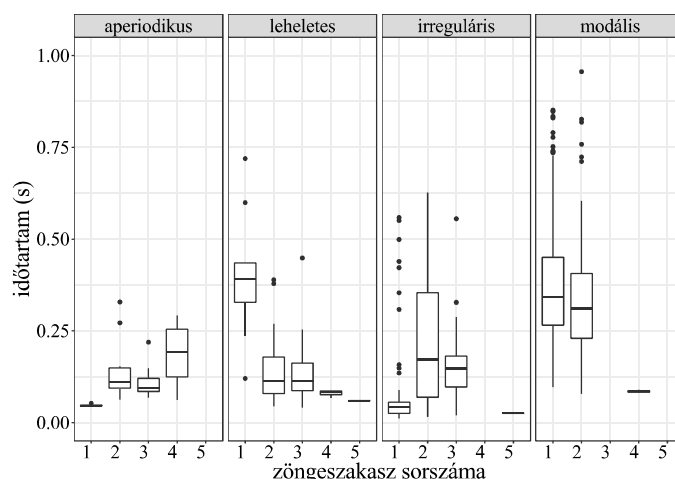 aperiodikus leheletes irreguláris modális
1.00
0.75
0.50
0.25
0.00
időtartam (s)
1 2 3 4 5 1 2 3 4 5 1 2 3 4 5 1 2 3 4 5
zöngeszakasz sorszáma